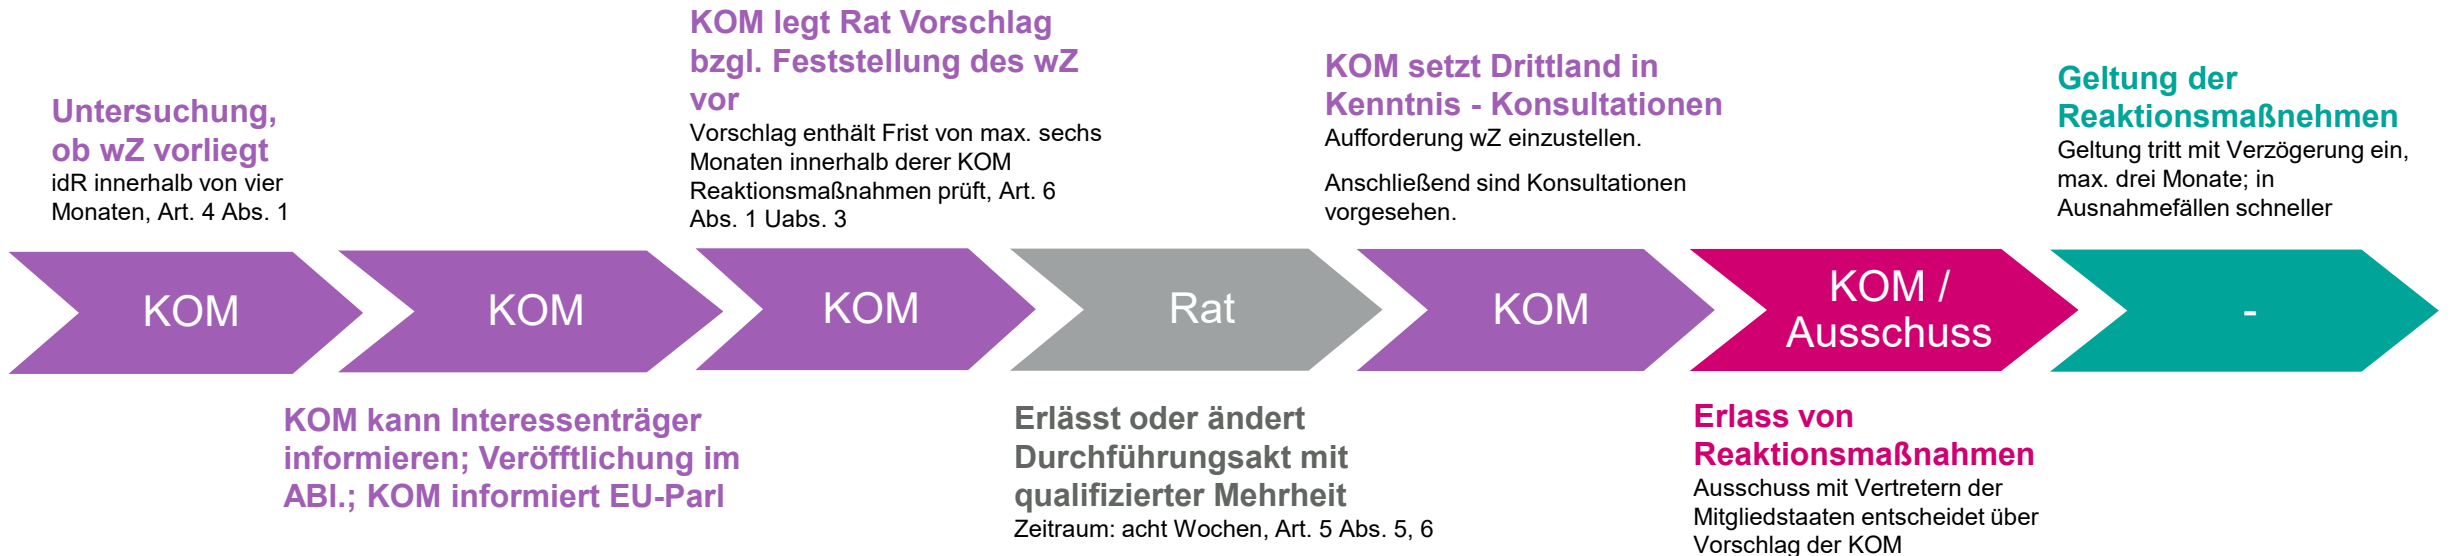 Untersuchung,
ob wZ vorliegt
idR innerhalb von vier
Monaten, Art. 4 Abs. 1
KOM
KOM
KOM kann Interessenträger
informieren; Veröfftlichung im
ABl.; KOM informiert EU-Parl
KOM legt Rat Vorschlag
bzgl. Feststellung des wZ
vor
Vorschlag enthält Frist von max. sechs
Monaten innerhalb derer KOM
Reaktionsmaßnahmen prüft, Art. 6
Abs. 1 Uabs. 3
KOM
Rat
Erlässt oder ändert
Durchführungsakt mit
qualifizierter Mehrheit
Zeitraum: acht Wochen, Art. 5 Abs. 5, 6
KOM setzt Drittland in
Kenntnis - Konsultationen
Aufforderung wZ einzustellen.
Anschließend sind Konsultationen
vorgesehen.
KOM
KOM /
Ausschuss
Erlass von
Reaktionsmaßnahmen
Ausschuss mit Vertretern der
Mitgliedstaaten entscheidet über
Vorschlag der KOM
Geltung der
Reaktionsmaßnehmen
Geltung tritt mit Verzögerung ein,
max. drei Monate; in
Ausnahmefällen schneller
-